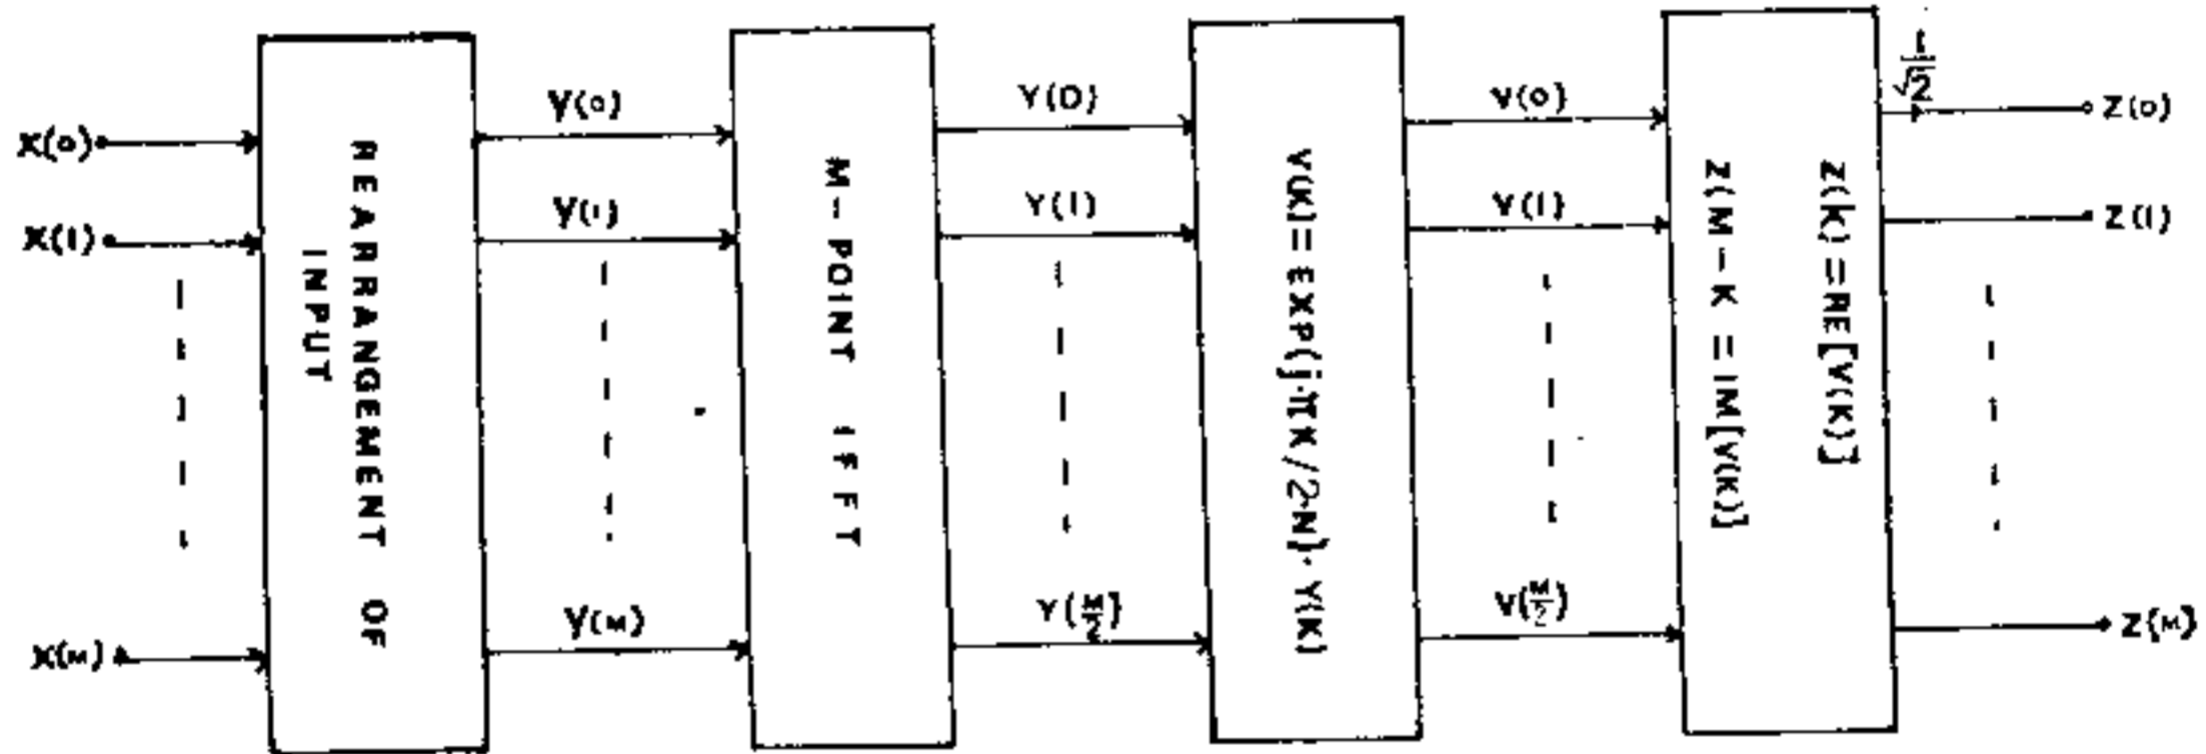 X(0)
X(1)
X(M)
REARRANGEMENT OF
INPUT
V(0)
V(1)
V(M)
M-POINT IFFT
Y(0)
Y(1)
Y(M/2)
V(K)=EXP(j·πK/2·N)·Y(K)
V(0)
V(1)
V(M/2)
Z(K)=RE[V(K)]
Z(M-K =IM[V(K)]
1/√2
Z(0)
Z(1)
Z(M)